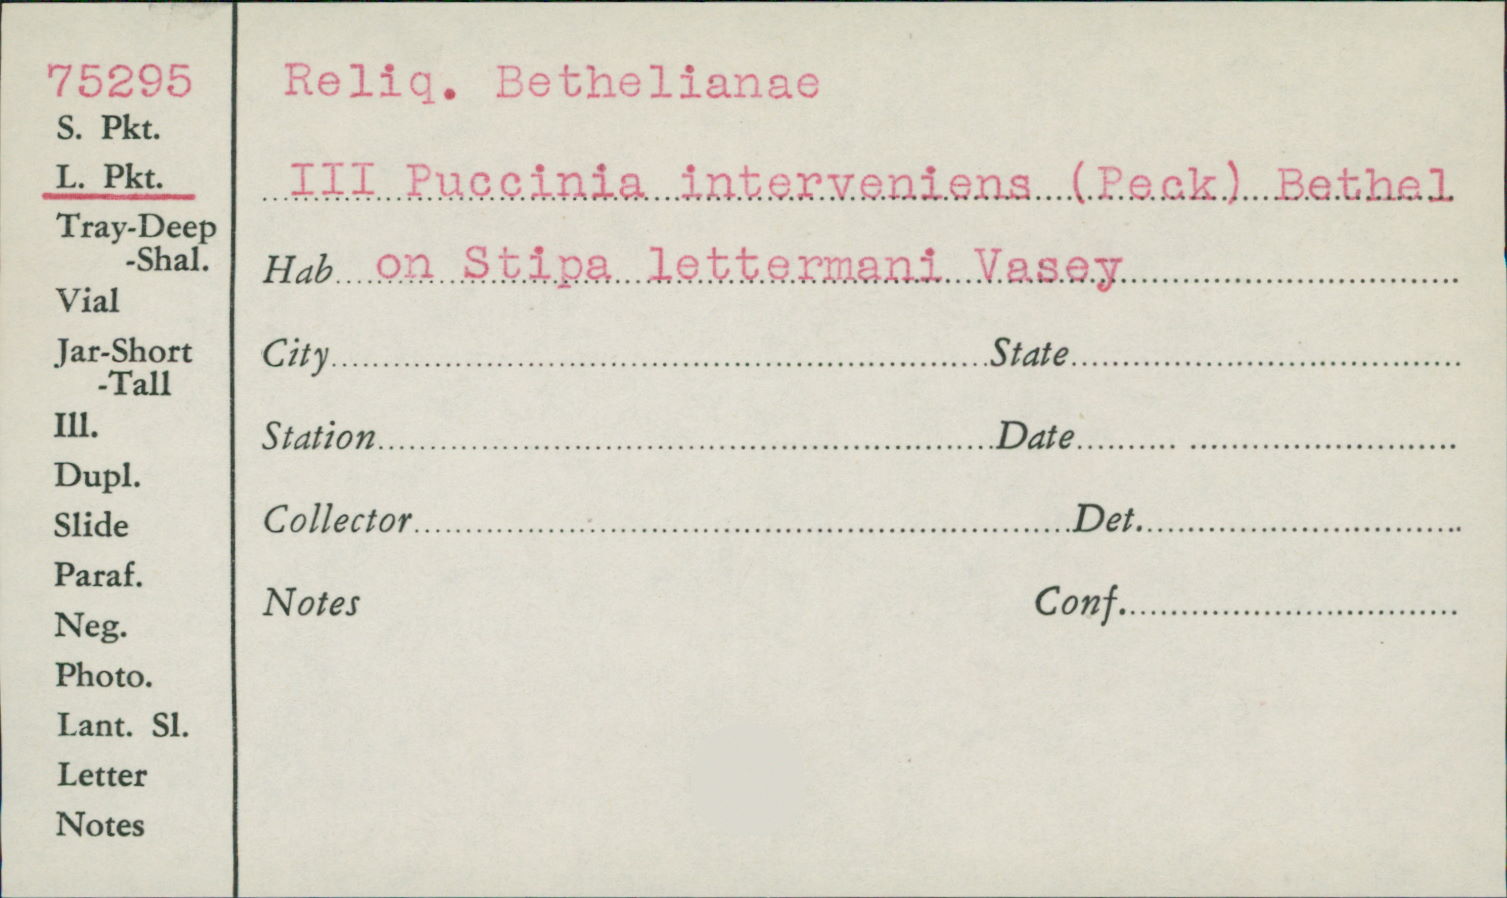 75295
S. Pkt.
L. Pkt.
Tray-Deep
-Shal.
Vial
Jar-Short
-Tall
Ill.
Dupl.
Slide
Paraf.
Neg.
Photo.
Lant. Sl.
Letter
Notes
Reliq. Bethelianae
III Puccinia interveniens (Peck) Bethel
Hab on Stipa lettermani Vasey
City State
Station Date
Collector Det.
Notes Conf.